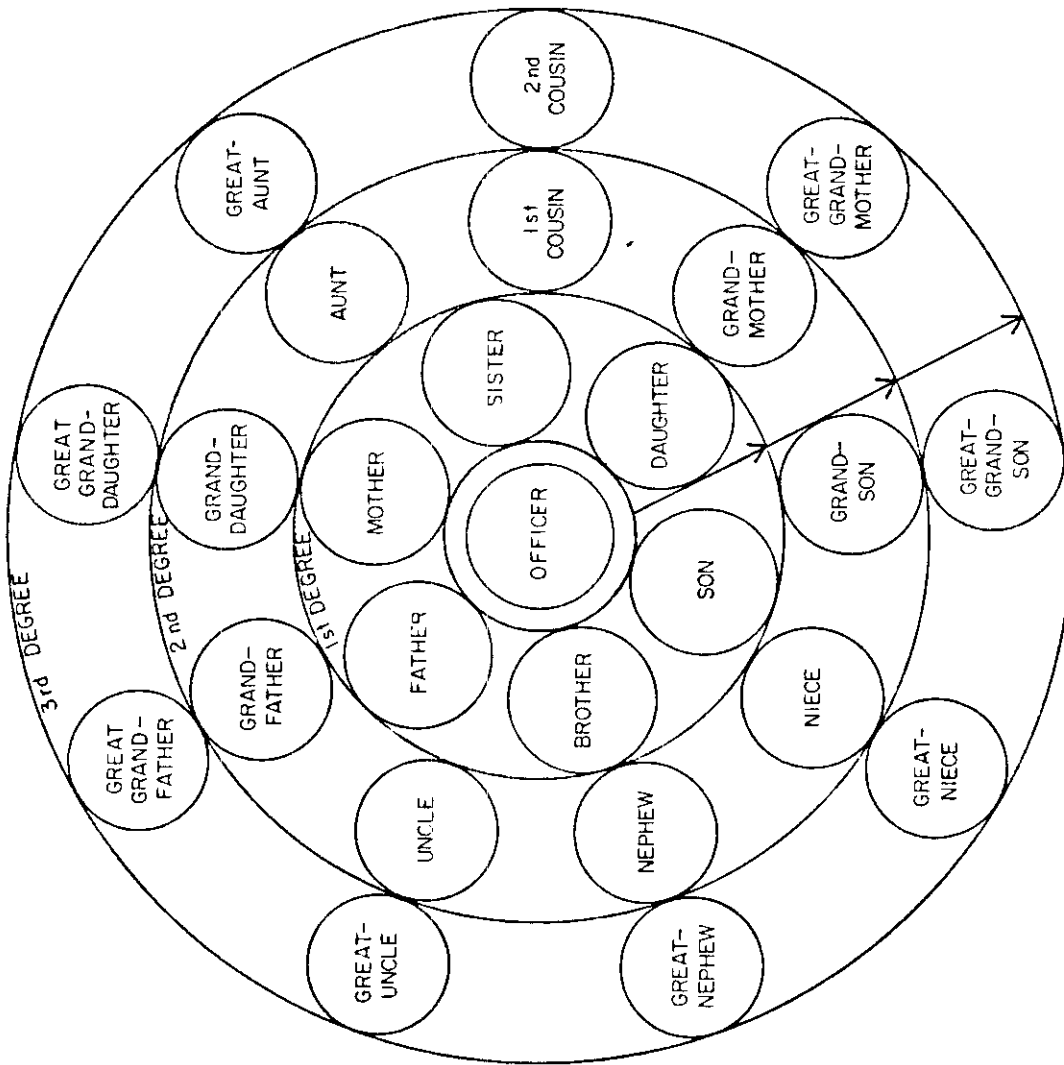 3rd DEGREE
2nd DEGREE
1st DEGREE
OFFICER
FATHER
MOTHER
SISTER
DAUGHTER
SON
BROTHER
GRAND-
FATHER
GRAND-
DAUGHTER
AUNT
1st
COUSIN
GRAND-
MOTHER
GRAND-
SON
NIECE
NEPHEW
UNCLE
GREAT
GRAND-
FATHER
GREAT
GRAND-
DAUGHTER
GREAT-
AUNT
2nd
COUSIN
GREAT-
GRAND-
MOTHER
GREAT-
GRAND-
SON
GREAT-
NIECE
GREAT-
NEPHEW
GREAT-
UNCLE